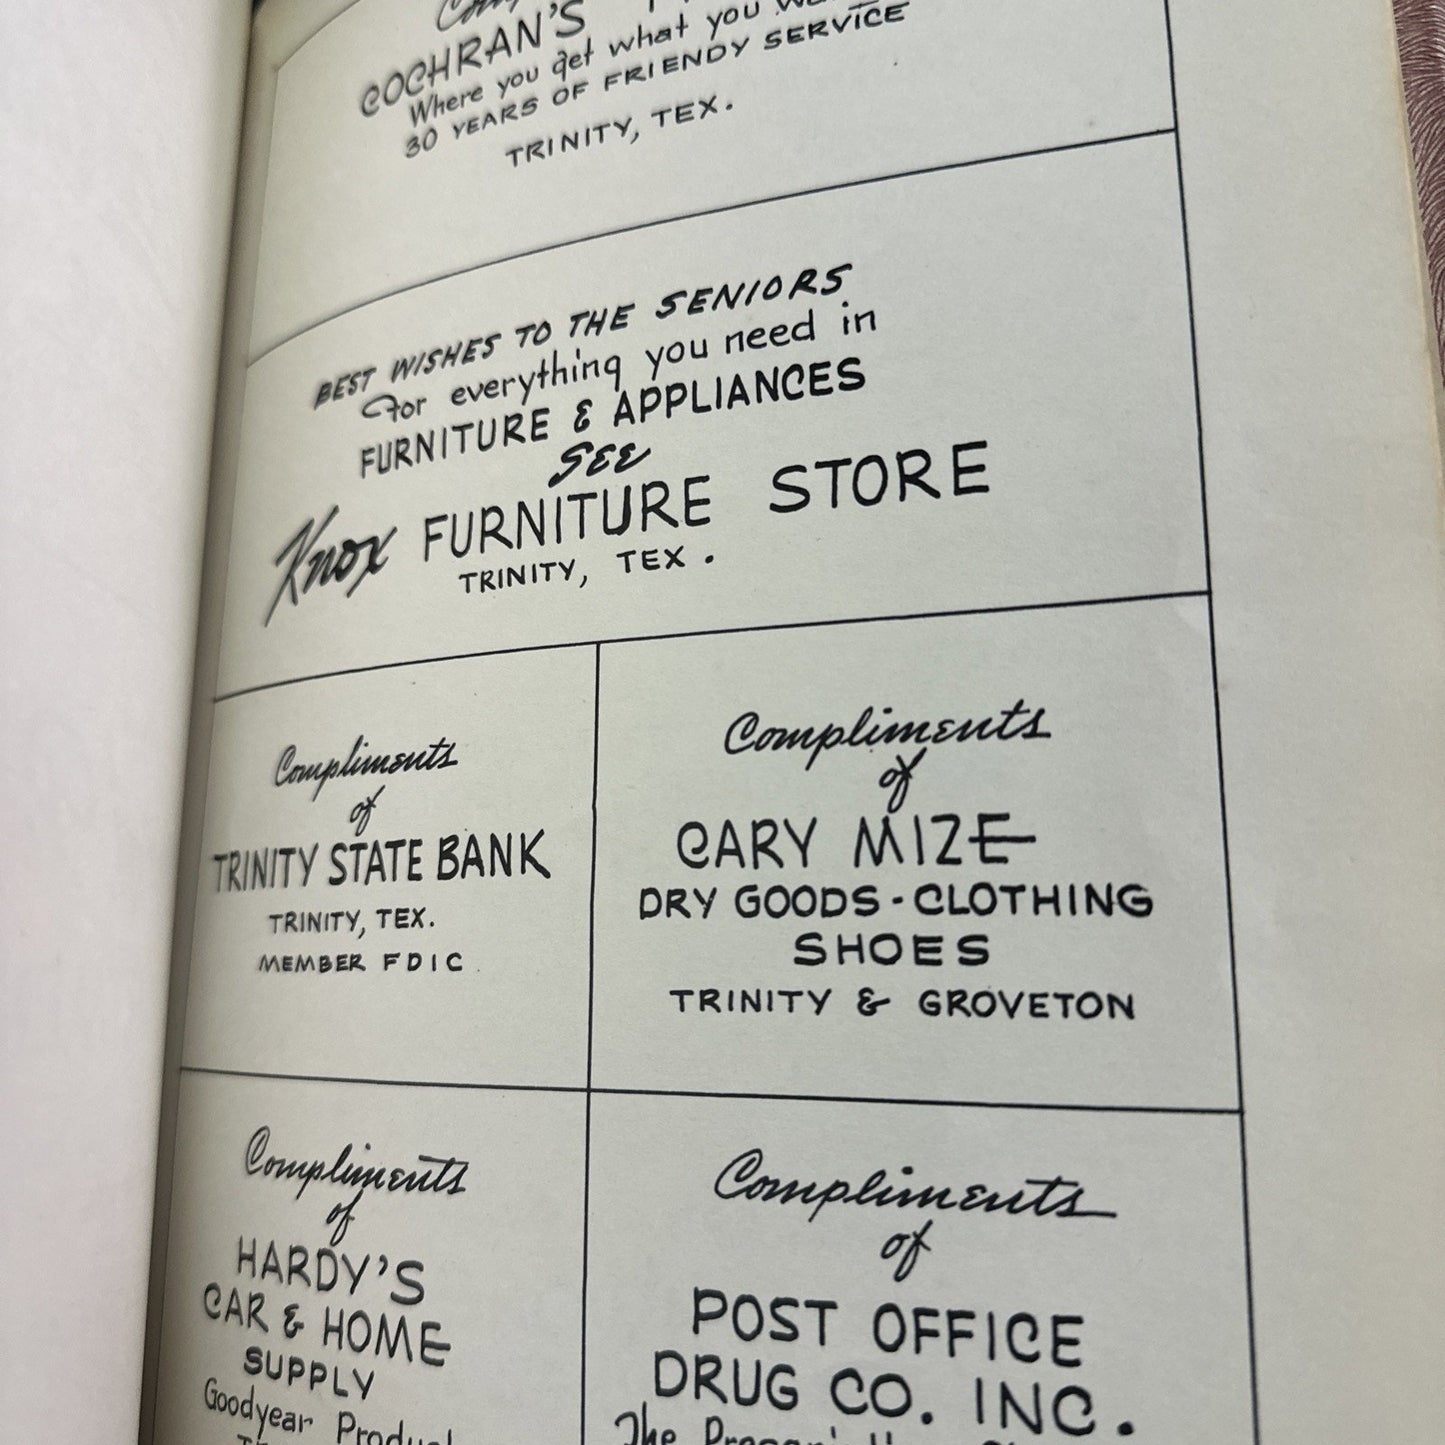 COCHRAN'S
Where you get what you
30 YEARS OF FRIENDY SERVICE
TRINITY, TEX.
BEST WISHES TO THE SENIORS
For everything you need in
FURNITURE & APPLIANCES
SEE
Knox FURNITURE STORE
TRINITY, TEX.
Compliments
of
TRINITY STATE BANK
TRINITY, TEX.
MEMBER FDIC
Compliments
of
CARY MIZE
DRY GOODS - CLOTHING
SHOES
TRINITY & GROVETON
Compliments
of
HARDY'S
CAR & HOME
SUPPLY
Goodyear
Compliments
of
POST OFFICE
DRUG CO. INC.
The